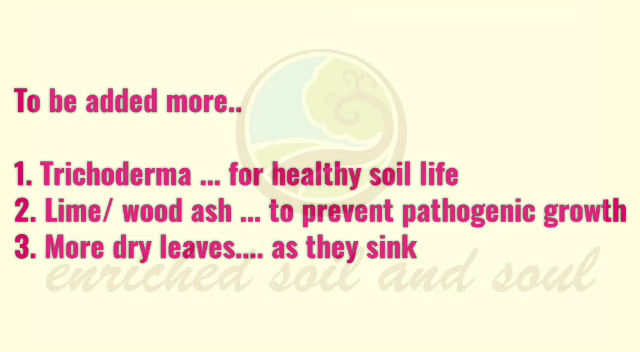 To be added more..
1. Trichoderma ... for healthy soil life
2. Lime/ wood ash ... to prevent pathogenic growth
3. More dry leaves.... as they sink
enriched soil and soul